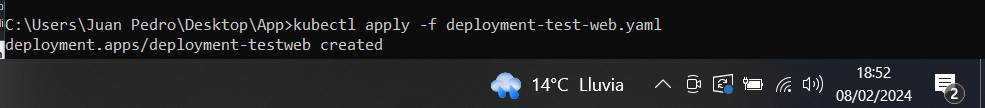 C:\Users\Juan Pedro\Desktop\App>kubectl apply -f deployment-test-web.yaml
deployment.apps/deployment-testweb created
14°C Lluvia
18:52
08/02/2024
2